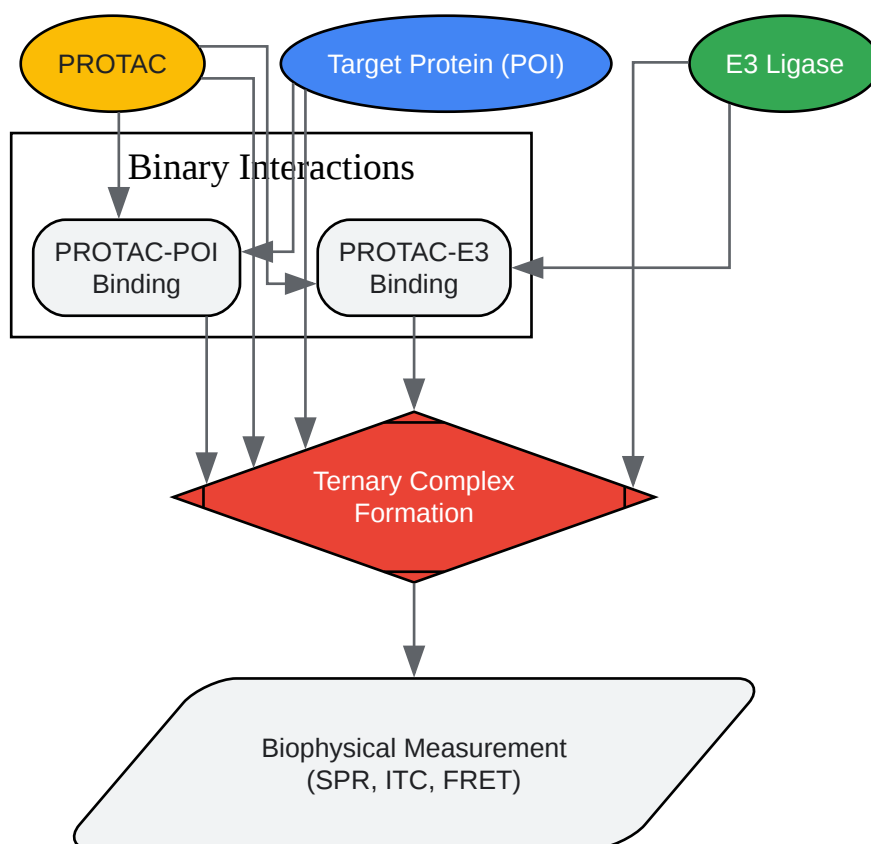 PROTAC
Target Protein (POI)
E3 Ligase
Binary Interactions
PROTAC-POI
Binding
PROTAC-E3
Binding
Ternary Complex
Formation
Biophysical Measurement
(SPR, ITC, FRET)